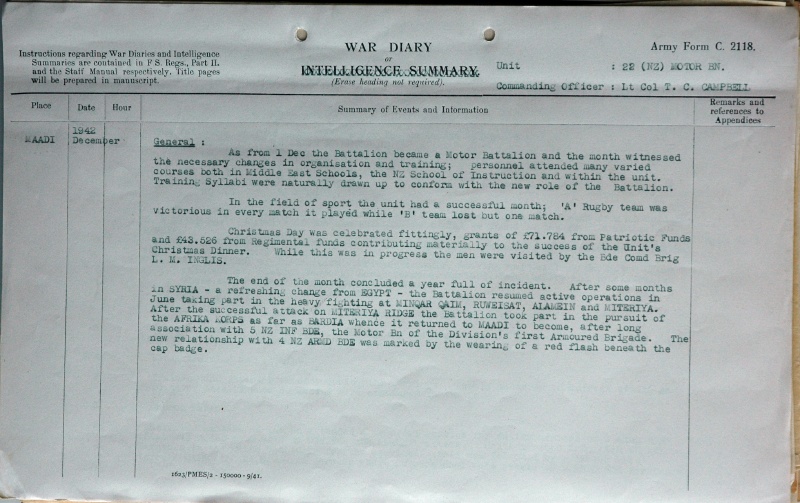 Instructions regarding War Diaries and Intelligence
Summaries are contained in F S. Regs., Part II.
and the Staff Manual respectively. Title pages
will be prepared in manuscript.
WAR DIARY
or
INTELLIGENCE SUMMARY.
(Erase heading not required).
Army Form C. 2118.
Unit : 22 (NZ) MOTOR BN.
Commanding Officer : Lt Col T. C. CAMPBELL
Place Date Hour Summary of Events and Information Remarks and references to Appendices
MAADI 1942 December
General :
As from 1 Dec the Battalion became a Motor Battalion and the month witnessed
the necessary changes in organisation and training; personnel attended many varied
courses both in Middle East Schools, the NZ School of Instruction and within the unit.
Training Syllabi were naturally drawn up to conform with the new role of the Battalion.
In the field of sport the unit had a successful month; 'A' Rugby team was
victorious in every match it played while 'B' team lost but one match.
Christmas Day was celebrated fittingly, grants of £71.784 from Patriotic Funds
and £43.526 from Regimental funds contributing materially to the success of the Unit's
Christmas Dinner. While this was in progress the men were visited by the Bde Comd Brig
L. M. INGLIS.
The end of the month concluded a year full of incident. After some months
in SYRIA - a refreshing change from EGYPT - the Battalion resumed active operations in
June taking part in the heavy fighting at MINQAR QAIM, RUWEISAT, ALAMEIN and MITERIYA.
After the successful attack on MITERIYA RIDGE the Battalion took part in the pursuit of
the AFRIKA KORPS as far as BARDIA whence it returned to MAADI to become, after long
association with 5 NZ INF BDE, the Motor Bn of the Division's first Armoured Brigade. The
new relationship with 4 NZ ARMD BDE was marked by the wearing of a red flash beneath the
cap badge.
1623/PMES/2 - 150000 - 9/41.